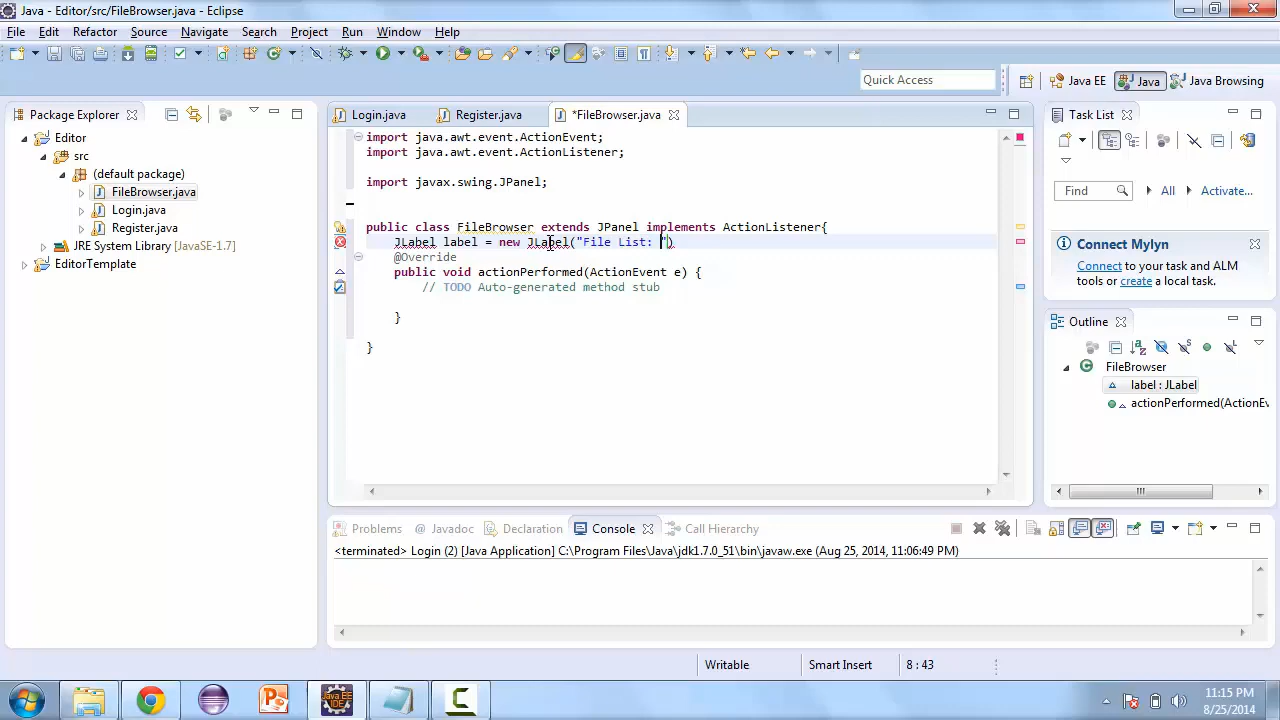 Java - Editor/src/FileBrowser.java - Eclipse
File Edit Refactor Source Navigate Search Project Run Window Help
Quick Access
Java EE Java Java Browsing
Package Explorer
Editor
src
(default package)
FileBrowser.java
Login.java
Register.java
JRE System Library [JavaSE-1.7]
EditorTemplate
Login.java Register.java *FileBrowser.java
import java.awt.event.ActionEvent;
import java.awt.event.ActionListener;
import javax.swing.JPanel;
public class FileBrowser extends JPanel implements ActionListener{
JLabel label = new JLabel("File List: ")
@Override
public void actionPerformed(ActionEvent e) {
// TODO Auto-generated method stub
}
}
Task List
Find All Activate...
Connect Mylyn
Connect to your task and ALM
tools or create a local task.
Outline
FileBrowser
label : JLabel
actionPerformed(ActionEv
Problems Javadoc Declaration Console Call Hierarchy
<terminated> Login (2) [Java Application] C:\Program Files\Java\jdk1.7.0_51\bin\javaw.exe (Aug 25, 2014, 11:06:49 PM)
Writable Smart Insert 8 : 43
Java EE
IDE
11:15 PM
8/25/2014